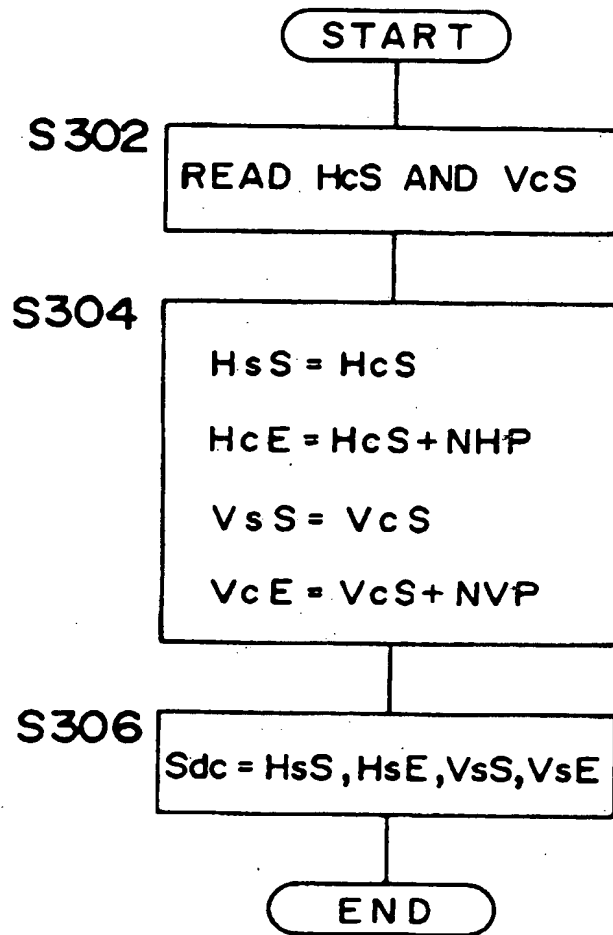 START
S302
READ HcS AND VcS
S304
HsS = HcS
HcE = HcS + NHP
VsS = VcS
VcE = VcS + NVP
S306
Sdc = HsS, HsE, VsS, VsE
END